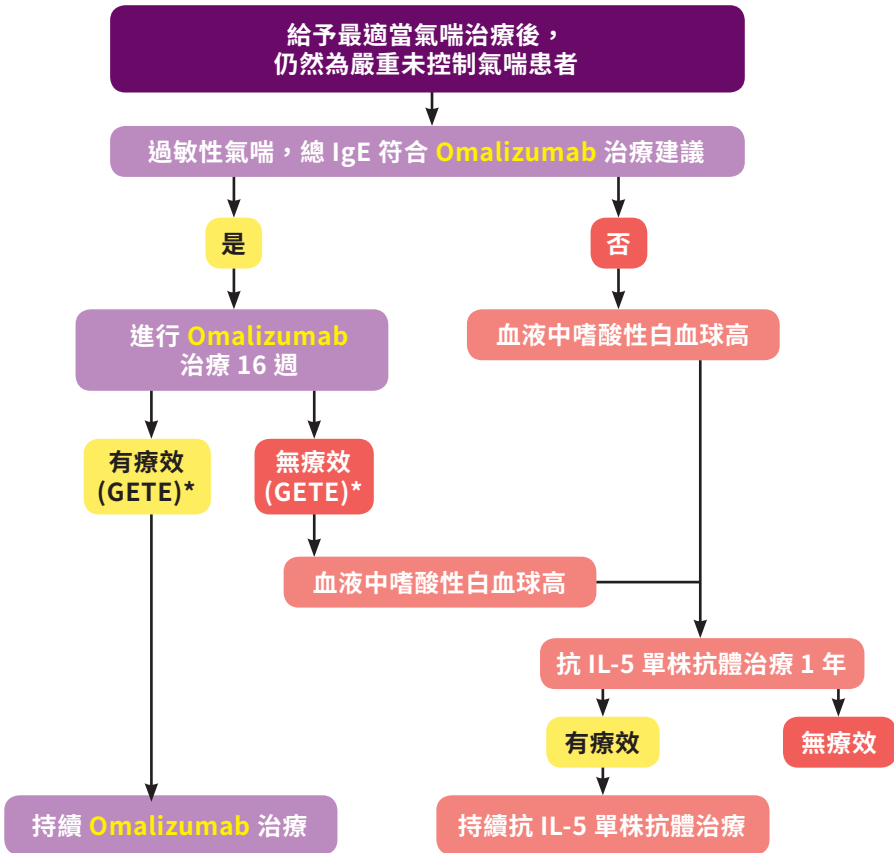 給予最適當氣喘治療後，
仍然為嚴重未控制氣喘患者
過敏性氣喘，總 IgE 符合 Omalizumab 治療建議
是
否
進行 Omalizumab
治療 16 週
血液中嗜酸性白血球高
有療效
(GETE)*
無療效
(GETE)*
血液中嗜酸性白血球高
抗 IL-5 單株抗體治療 1 年
有療效
無療效
持續 Omalizumab 治療
持續抗 IL-5 單株抗體治療